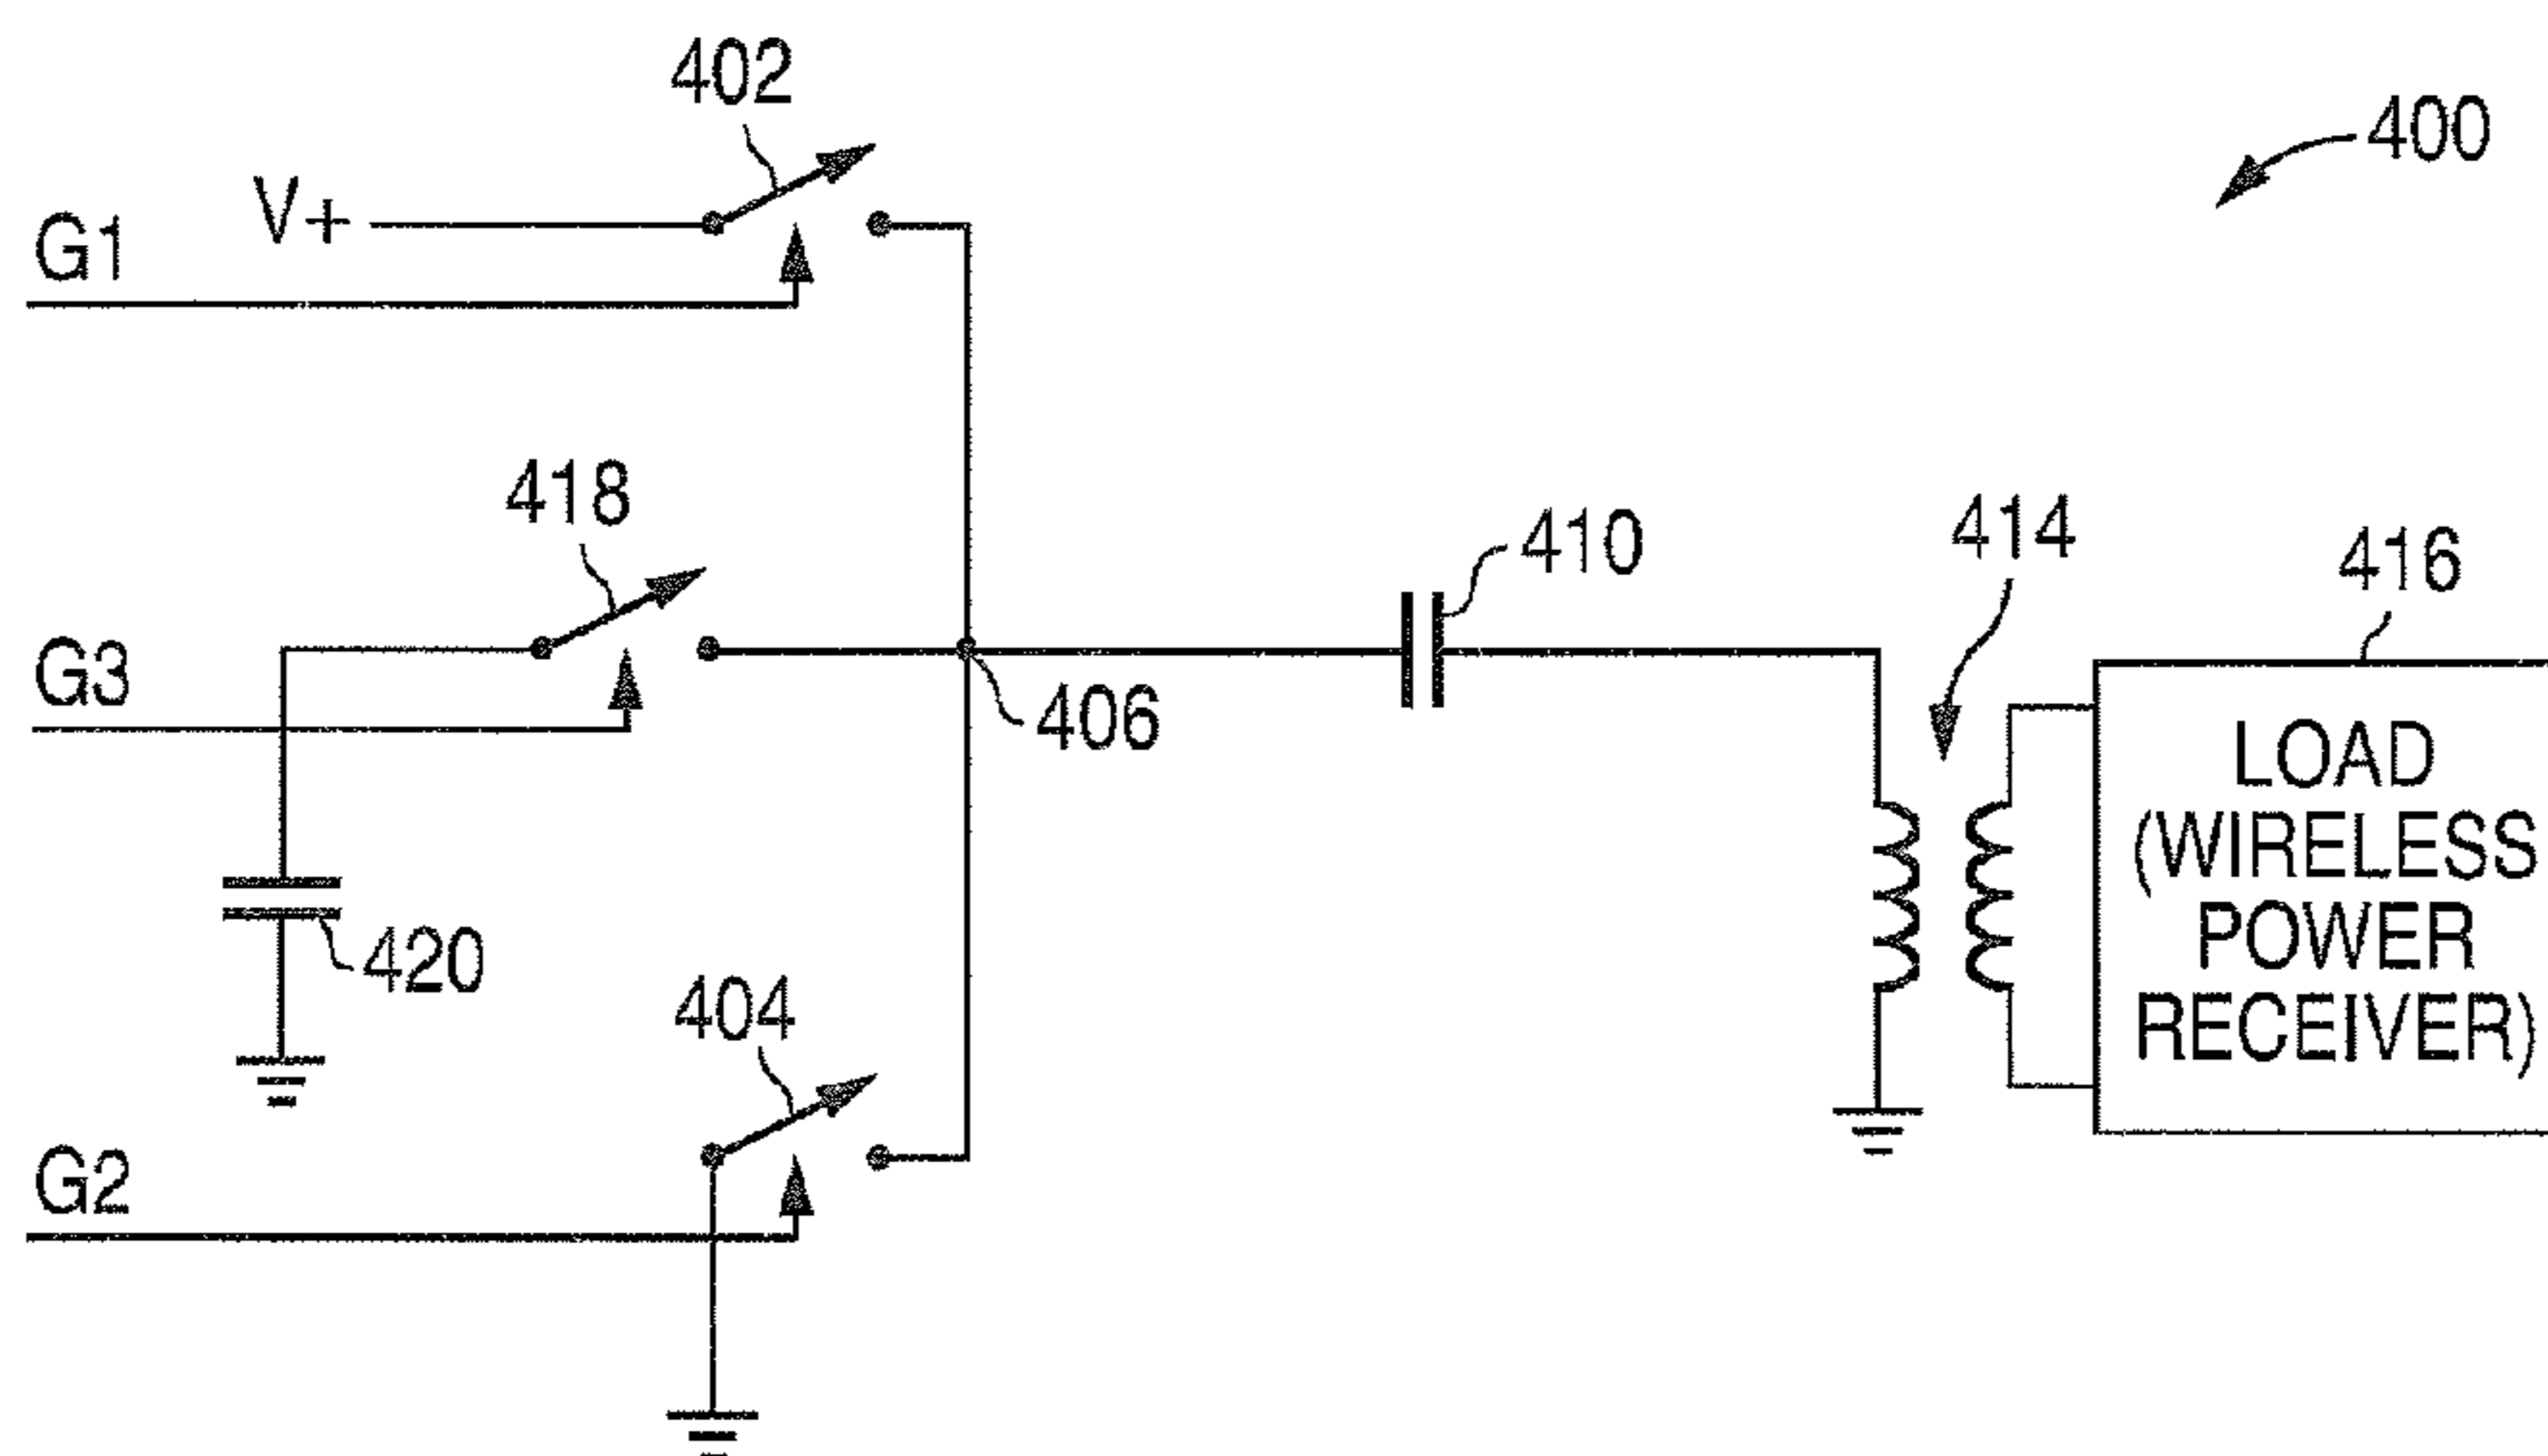 402
400
V+
G1
418
410
414
416
G3
406
LOAD
(WIRELESS
POWER
RECEIVER)
420
404
G2